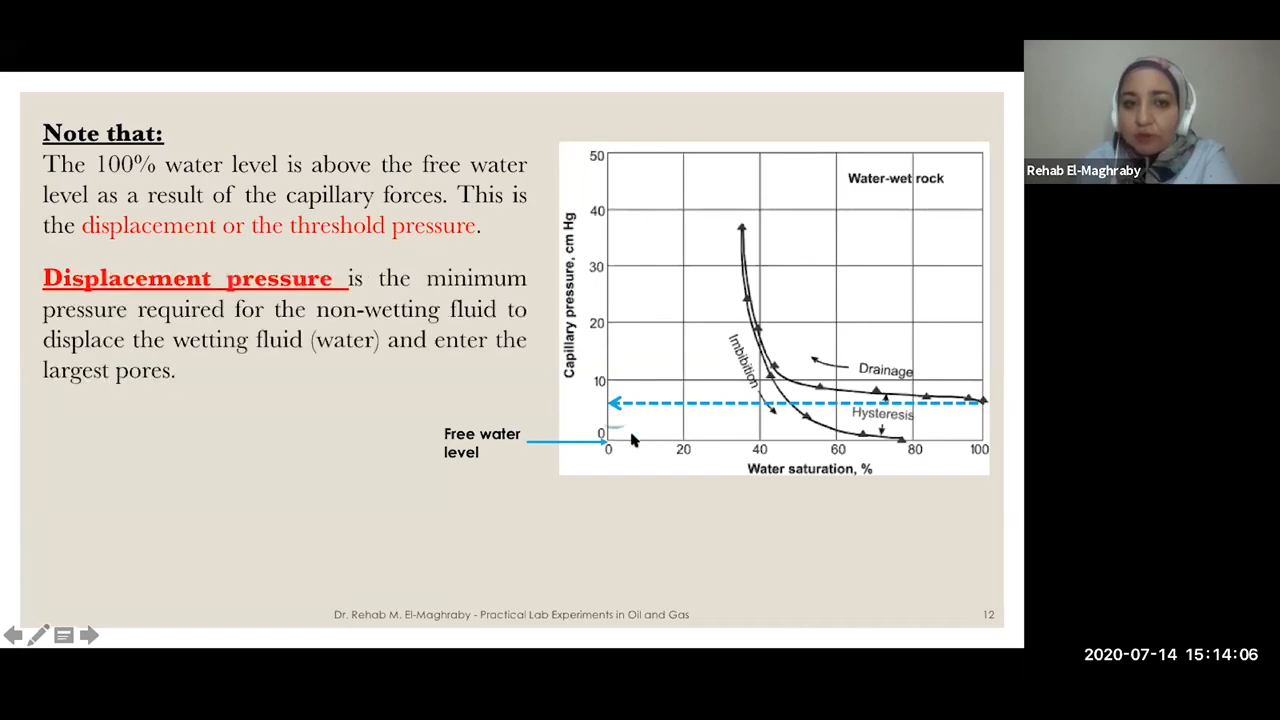 Note that:
The 100% water level is above the free water
level as a result of the capillary forces. This is
the displacement or the threshold pressure.
Displacement pressure is the minimum
pressure required for the non-wetting fluid to
displace the wetting fluid (water) and enter the
largest pores.
Free water
level
Capillary pressure, cm Hg
50
40
30
20
10
0
Water-wet rock
Imbibition
Drainage
Hysteresis
0 20 40 60 80 100
Water saturation, %
Dr. Rehab M. El-Maghraby - Practical Lab Experiments in Oil and Gas
12
Rehab El-Maghraby
2020-07-14 15:14:06